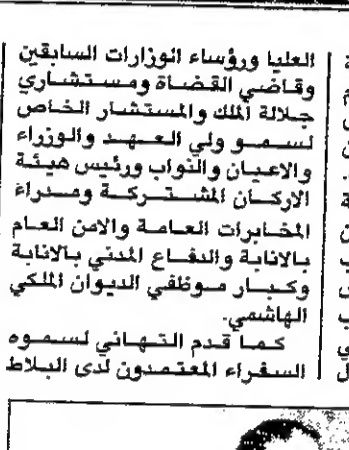 العليا ورؤساء الوزارات السابقين
وقاضي القضاة ومستشاري
جلالة الملك والمستشار الخاص
لسمو ولي العهد والوزراء
والاعيان والنواب ورئيس هيئة
الاركان المشتركة ومدراء
المخابرات العامة والامن العام
بالانابة والدفاع المدني بالانابة
وكبار موظفي الديوان الملكي
الهاشمي.
كما قدم التهاني لسموه
السفراء المعتمدون لدى البلاط